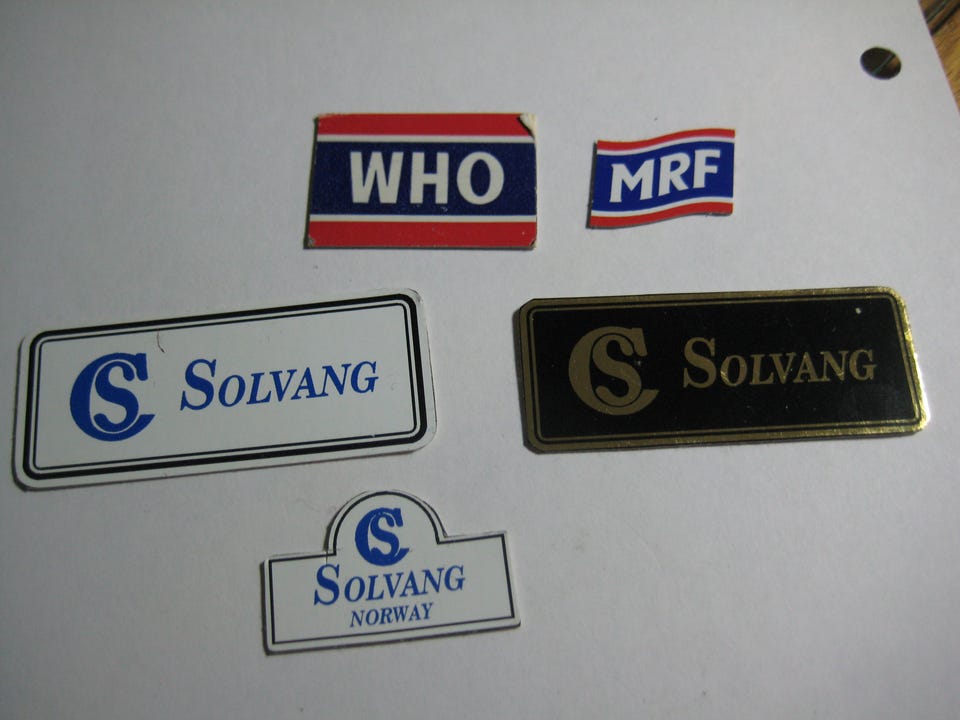 WHO
MRF
CS SOLVANG
CS SOLVANG
CS
SOLVANG
NORWAY